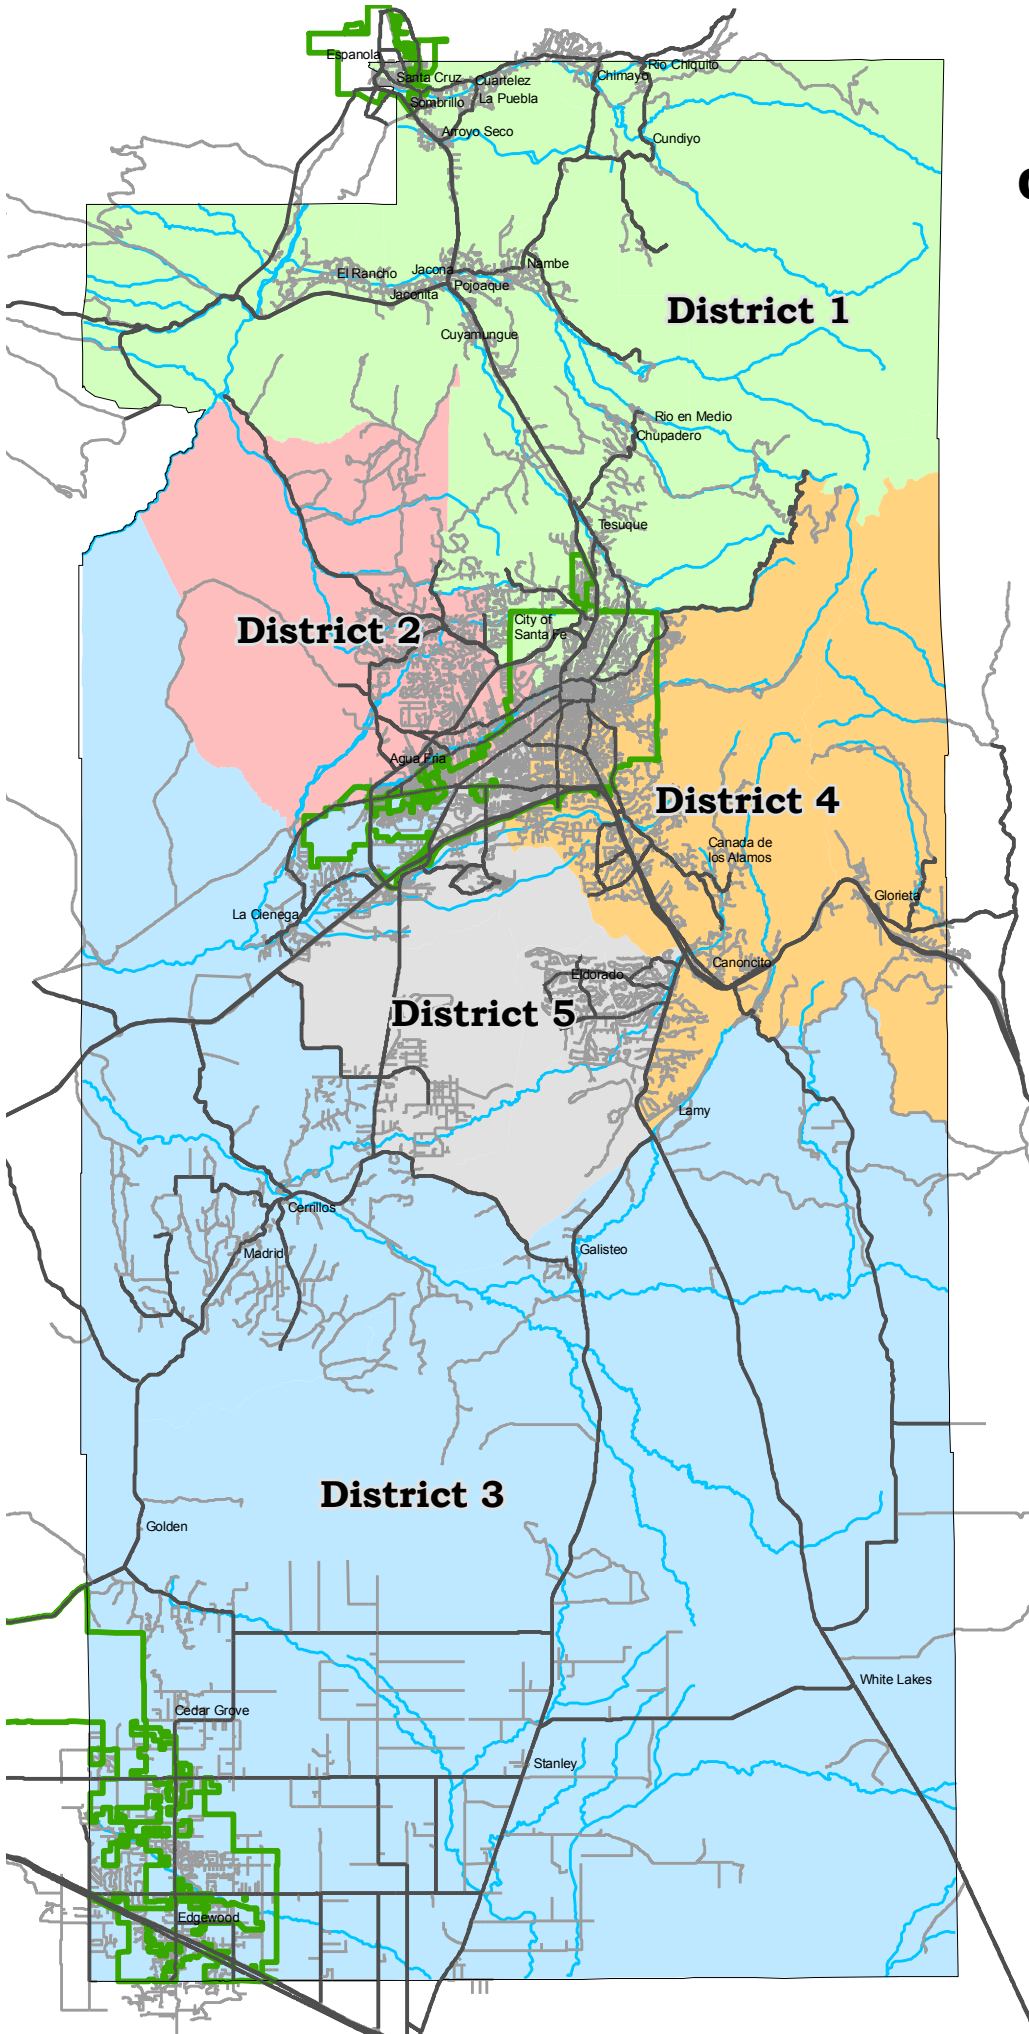 Espanola
Santa Cruz
Cuartelez
Chimayo
Rio Chiquito
Sombrillo
La Puebla
Arroyo Seco
Cundiyo
El Rancho
Jacona
Nambe
Jaconita
Pojoaque
Cuyamungue
District 1
Rio en Medio
Chupadero
Tesuque
City of
Santa Fe
District 2
Agua Fria
District 4
Canada de
los Alamos
Glorieta
La Cienega
Eldorado
Canoncito
District 5
Lamy
Cerrillos
Madrid
Galisteo
District 3
Golden
White Lakes
Cedar Grove
Stanley
Edgewood